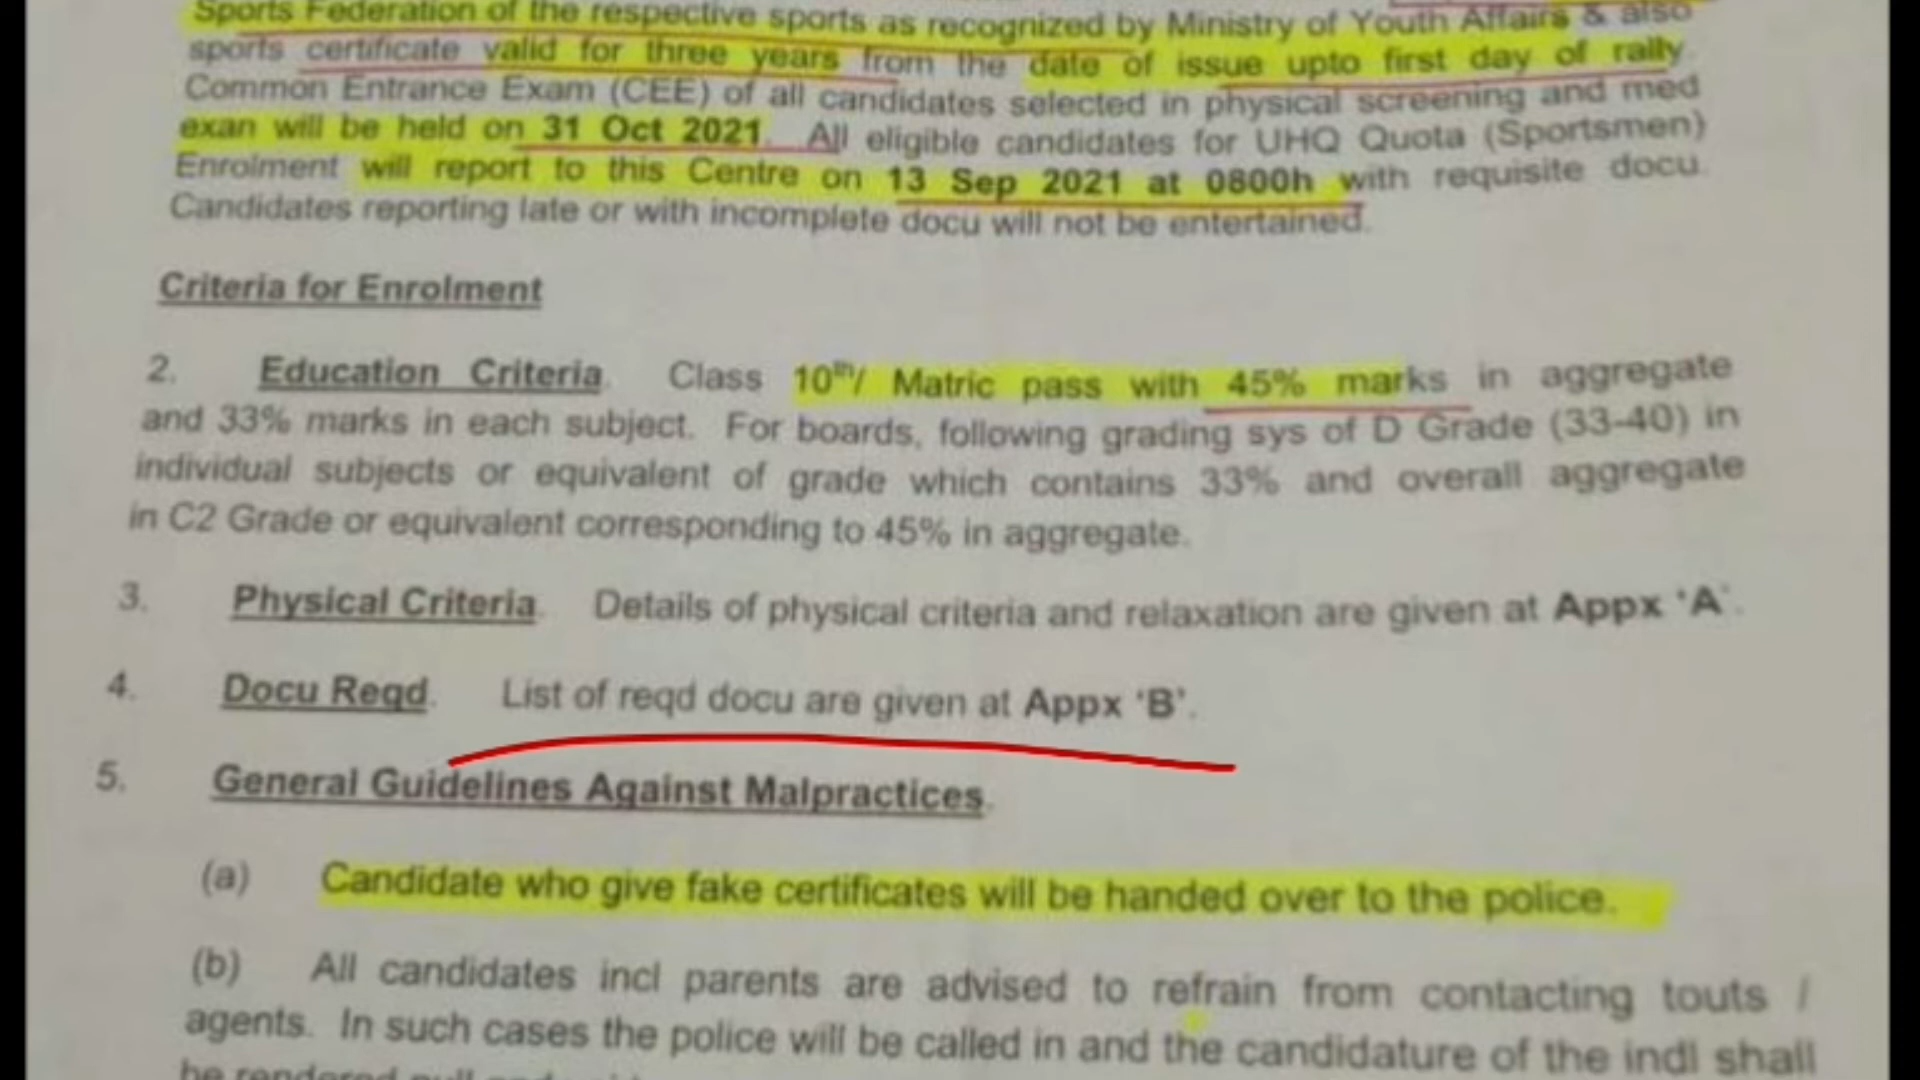 Sports Federation of the respective sports as recognized by Ministry of Youth Affairs & also
sports certificate valid for three years from the date of issue upto first day of rally
Common Entrance Exam (CEE) of all candidates selected in physical screening and med
exan will be held on 31 Oct 2021. All eligible candidates for UHQ Quota (Sportsmen)
Enrolment will report to this Centre on 13 Sep 2021 at 0800h with requisite docu.
Candidates reporting late or with incomplete docu will not be entertained.
Criteria for Enrolment
2. Education Criteria. Class 10th/ Matric pass with 45% marks in aggregate
and 33% marks in each subject. For boards, following grading sys of D Grade (33-40) in
individual subjects or equivalent of grade which contains 33% and overall aggregate
in C2 Grade or equivalent corresponding to 45% in aggregate.
3. Physical Criteria. Details of physical criteria and relaxation are given at Appx 'A'.
4. Docu Reqd. List of reqd docu are given at Appx 'B'.
5. General Guidelines Against Malpractices.
(a) Candidate who give fake certificates will be handed over to the police.
(b) All candidates incl parents are advised to refrain from contacting touts /
agents. In such cases the police will be called in and the candidature of the indl shall
be rendered null and